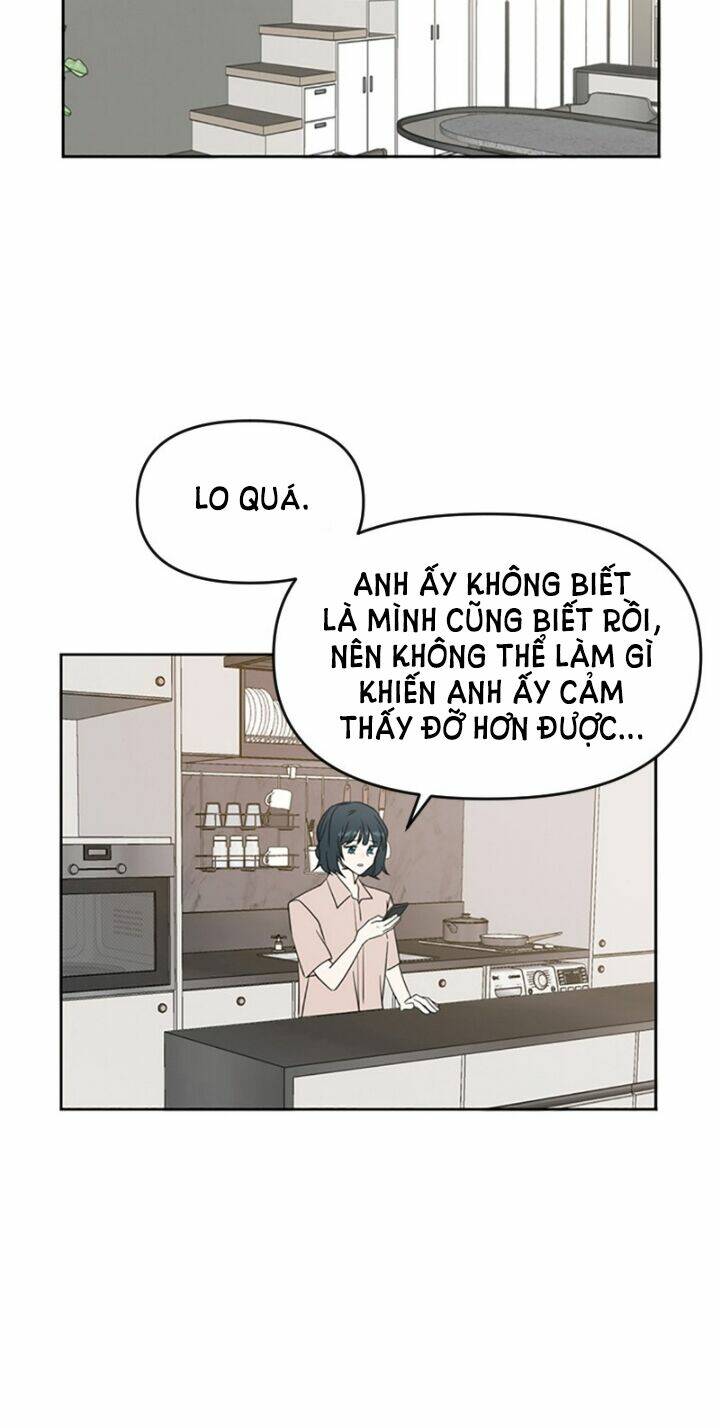 LO QUÁ.
ANH ẤY KHÔNG BIẾT
LÀ MÌNH CŨNG BIẾT RỒI,
NÊN KHÔNG THỂ LÀM GÌ
KHIẾN ANH ẤY CẢM
THẤY ĐỠ HƠN ĐƯỢC...